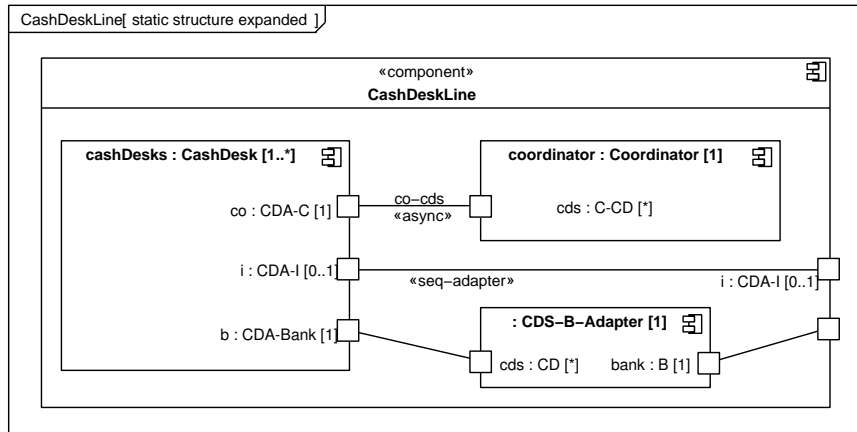 CashDeskLine[ static structure expanded ]
«component»
CashDeskLine
cashDesks : CashDesk [1..*]
coordinator : Coordinator [1]
co : CDA-C [1]
co−cds
«async»
cds : C-CD [*]
i : CDA-I [0..1]
«seq−adapter»
i : CDA-I [0..1]
: CDS−B−Adapter [1]
b : CDA-Bank [1]
cds : CD [*]
bank : B [1]